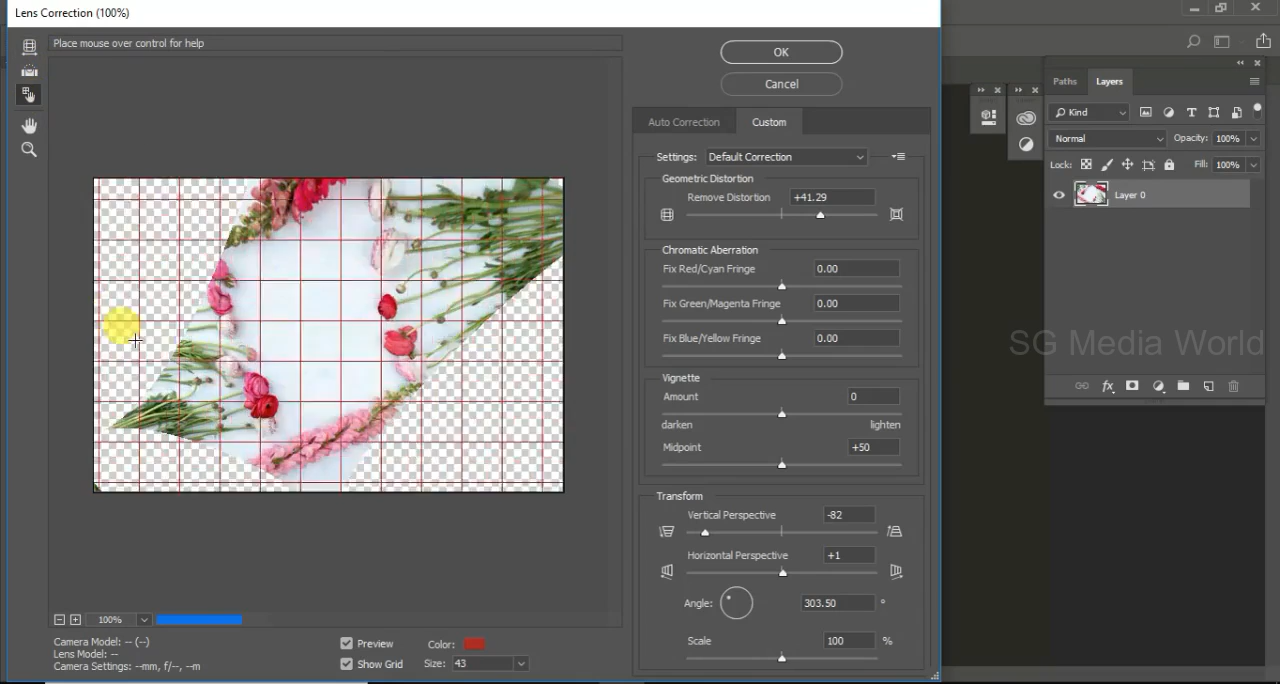 Lens Correction (100%)
Place mouse over control for help
OK
Cancel
Auto Correction
Custom
Settings:
Default Correction
Geometric Distortion
Remove Distortion
+41.29
Chromatic Aberration
Fix Red/Cyan Fringe
0.00
Fix Green/Magenta Fringe
0.00
Fix Blue/Yellow Fringe
0.00
Vignette
Amount
0
darken
lighten
Midpoint
+50
Transform
Vertical Perspective
-82
Horizontal Perspective
+1
Angle:
303.50
°
Scale
100
%
100%
Camera Model: -- (--)
Lens Model: --
Camera Settings: --mm, f/--, --m
Preview
Show Grid
Color:
Size:
43
Paths
Layers
Kind
Normal
Opacity:
100%
Lock:
Fill:
100%
Layer 0
SG Media World
fx